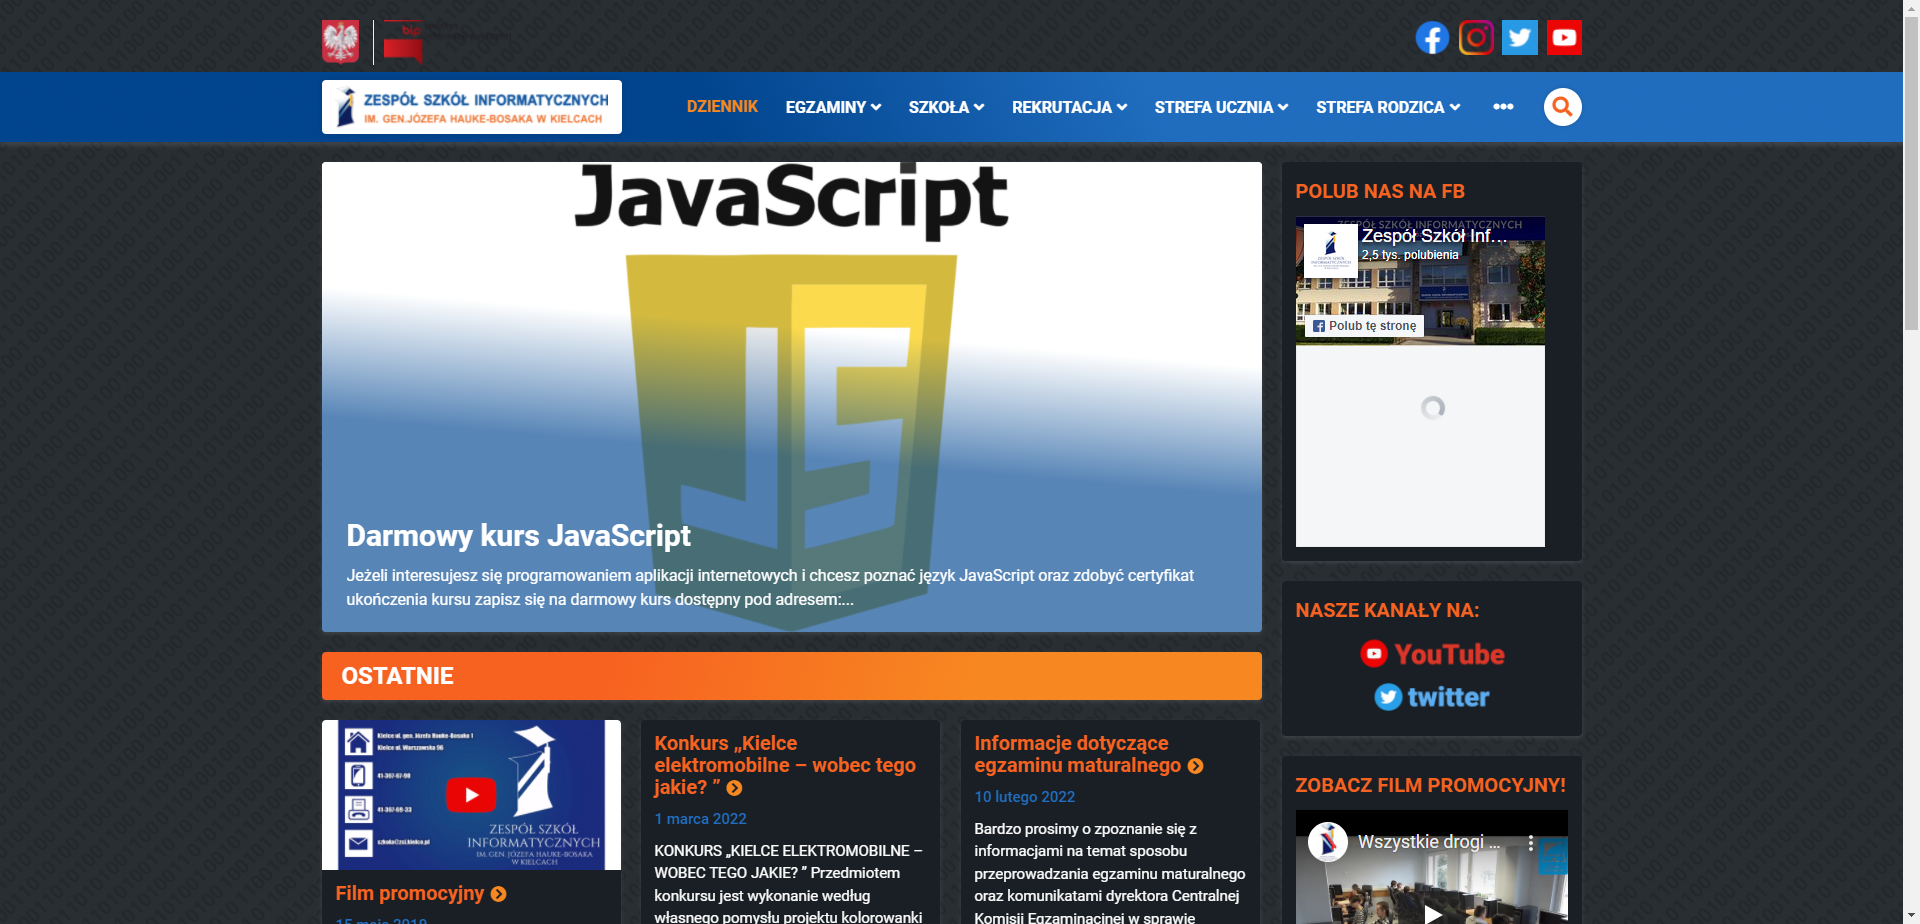 bip
ZESPÓŁ SZKÓŁ INFORMATYCZNYCH
IM. GEN.JÓZEFA HAUKE-BOSAKA W KIELCACH
DZIENNIK
EGZAMINY
SZKOŁA
REKRUTACJA
STREFA UCZNIA
STREFA RODZICA
JavaScript
Darmowy kurs JavaScript
Jeżeli interesujesz się programowaniem aplikacji internetowych i chcesz poznać język JavaScript oraz zdobyć certyfikat
ukończenia kursu zapisz się na darmowy kurs dostępny pod adresem:...
OSTATNIE
Kielce ul. gen. Józefa Hauke-Bosaka 1
Kielce ul. Warszawska 96
41-367-67-90
41-367-69-33
szkola@zsi.kielce.pl
ZESPÓŁ SZKÓŁ
INFORMATYCZNYCH
IM. GEN. JÓZEFA HAUKE-BOSAKA
W KIELCACH
Film promocyjny
15 maja 2019
Konkurs „Kielce
elektromobilne – wobec tego
jakie? ”
1 marca 2022
KONKURS „KIELCE ELEKTROMOBILNE –
WOBEC TEGO JAKIE? ” Przedmiotem
konkursu jest wykonanie według
własnego pomysłu projektu kolorowanki
Informacje dotyczące
egzaminu maturalnego
10 lutego 2022
Bardzo prosimy o zpoznanie się z
informacjami na temat sposobu
przeprowadzania egzaminu maturalnego
oraz komunikatami dyrektora Centralnej
Komisji Egzaminacinej w sprawie
POLUB NAS NA FB
ZESPÓŁ SZKÓŁ INFORMATYCZNYCH
Zespół Szkół Inf...
2,5 tys. polubienia
Polub tę stronę
NASZE KANAŁY NA:
YouTube
twitter
ZOBACZ FILM PROMOCYJNY!
Wszystkie drogi ...